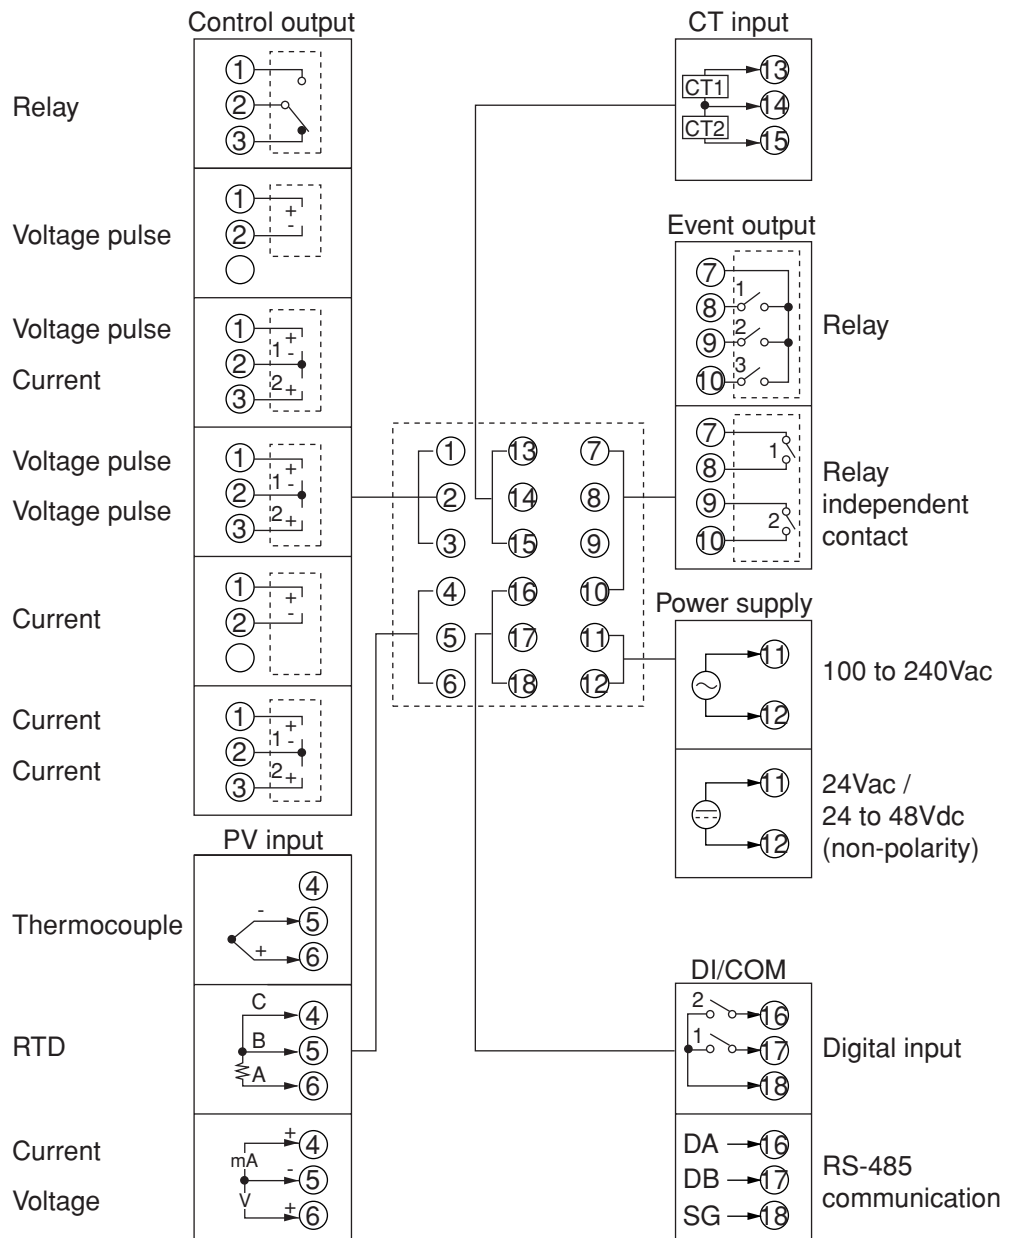 Control output
Relay
1
2
3
Voltage pulse
1
2
+
-
Voltage pulse
Current
1
2
3
+
1 -
2 +
Voltage pulse
Voltage pulse
1
2
3
+
1 -
2 +
Current
1
2
+
-
Current
Current
1
2
3
+
1 -
2 +
PV input
Thermocouple
4
- 5
+ 6
RTD
C 4
B 5
A 6
Current
Voltage
+ 4
mA
- 5
V
+ 6
1 13 7
2 14 8
3 15 9
4 16 10
5 17 11
6 18 12
CT input
CT1
CT2
13
14
15
Event output
7
8 1
9 2
10 3
Relay
7
8
1
9
10
2
Relay
independent
contact
Power supply
11
12
100 to 240Vac
11
12
24Vac /
24 to 48Vdc
(non-polarity)
DI/COM
2 16
1 17
18
Digital input
DA 16
DB 17
SG 18
RS-485
communication